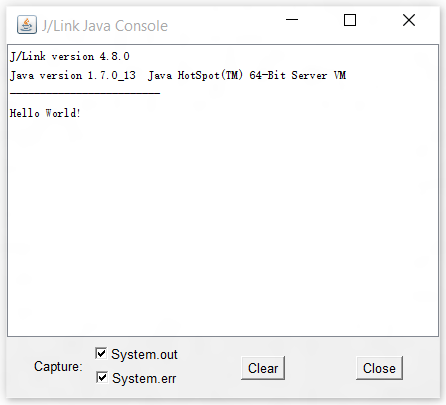 J/Link Java Console
J/Link version 4.8.0
Java version 1.7.0_13  Java HotSpot(TM) 64-Bit Server VM
-------------------------
Hello World!
Capture:
System.out
System.err
Clear
Close